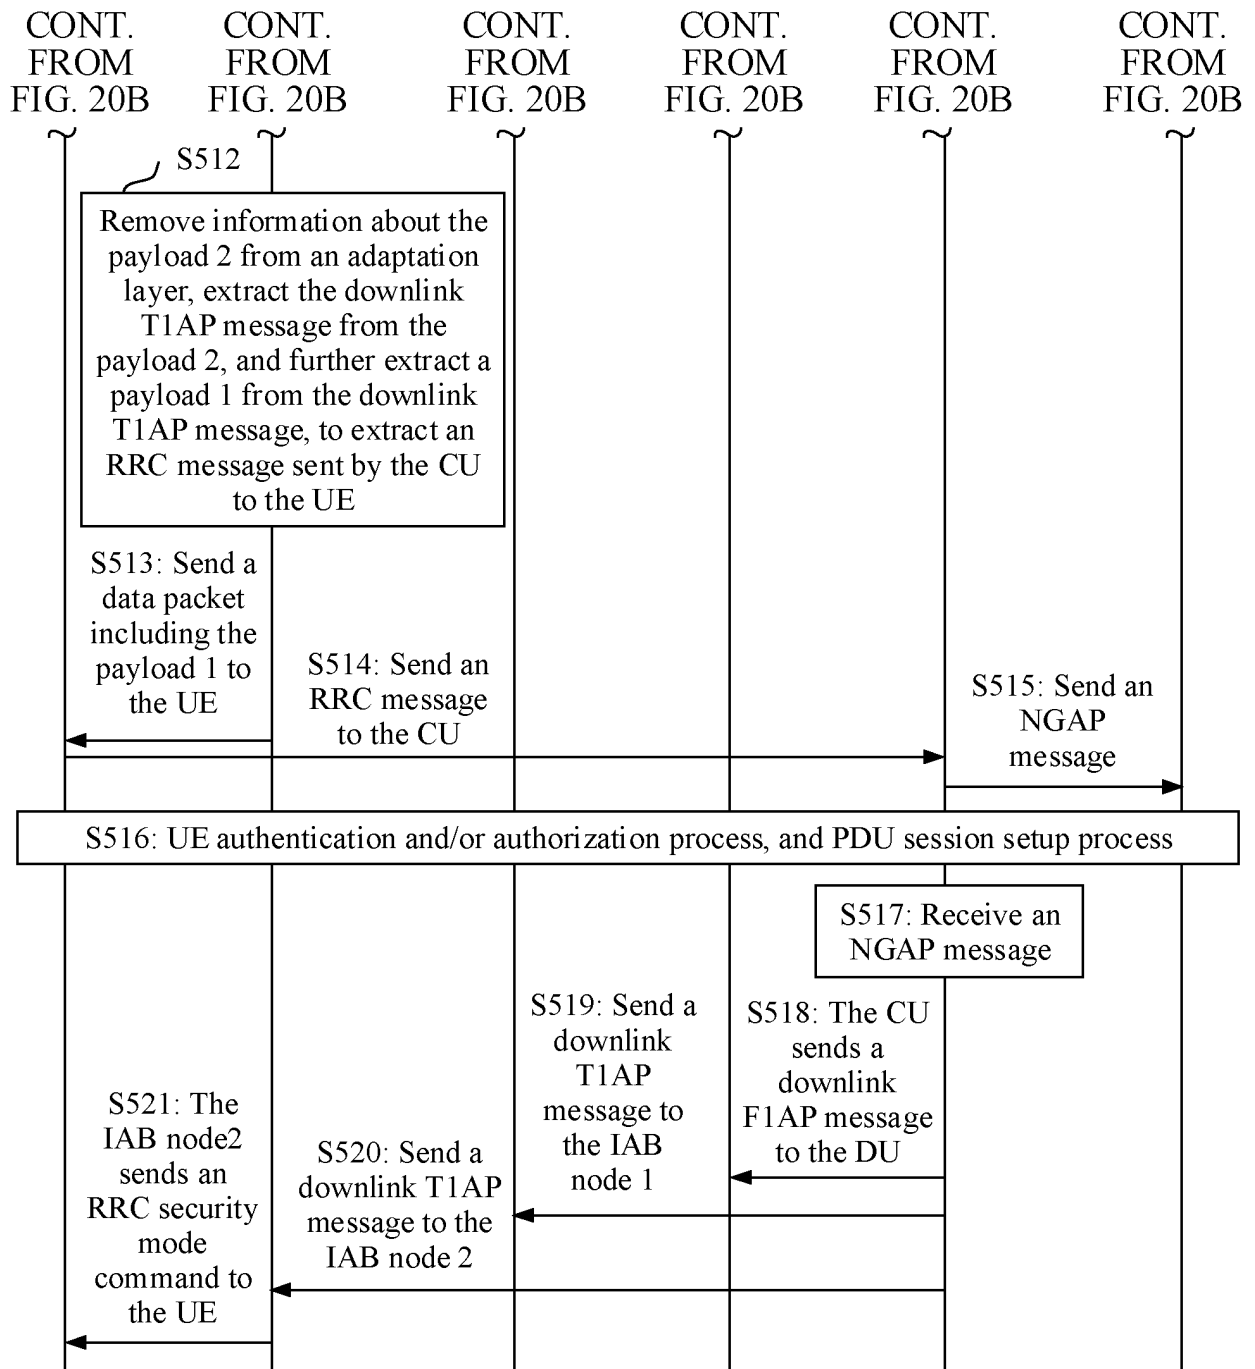 CONT. FROM FIG. 20B
CONT. FROM FIG. 20B
CONT. FROM FIG. 20B
CONT. FROM FIG. 20B
CONT. FROM FIG. 20B
CONT. FROM FIG. 20B
S512
Remove information about the
payload 2 from an adaptation
layer, extract the downlink
T1AP message from the
payload 2, and further extract a
payload 1 from the downlink
T1AP message, to extract an
RRC message sent by the CU
to the UE
S513: Send a
data packet
including the
payload 1 to
the UE
S514: Send an
RRC message
to the CU
S515: Send an
NGAP
message
S516: UE authentication and/or authorization process, and PDU session setup process
S517: Receive an
NGAP message
S518: The CU
sends a
downlink
F1AP message
to the DU
S519: Send a
downlink
T1AP
message to
the IAB
node 1
S520: Send a
downlink T1AP
message to the
IAB node 2
S521: The
IAB node2
sends an
RRC security
mode
command to
the UE